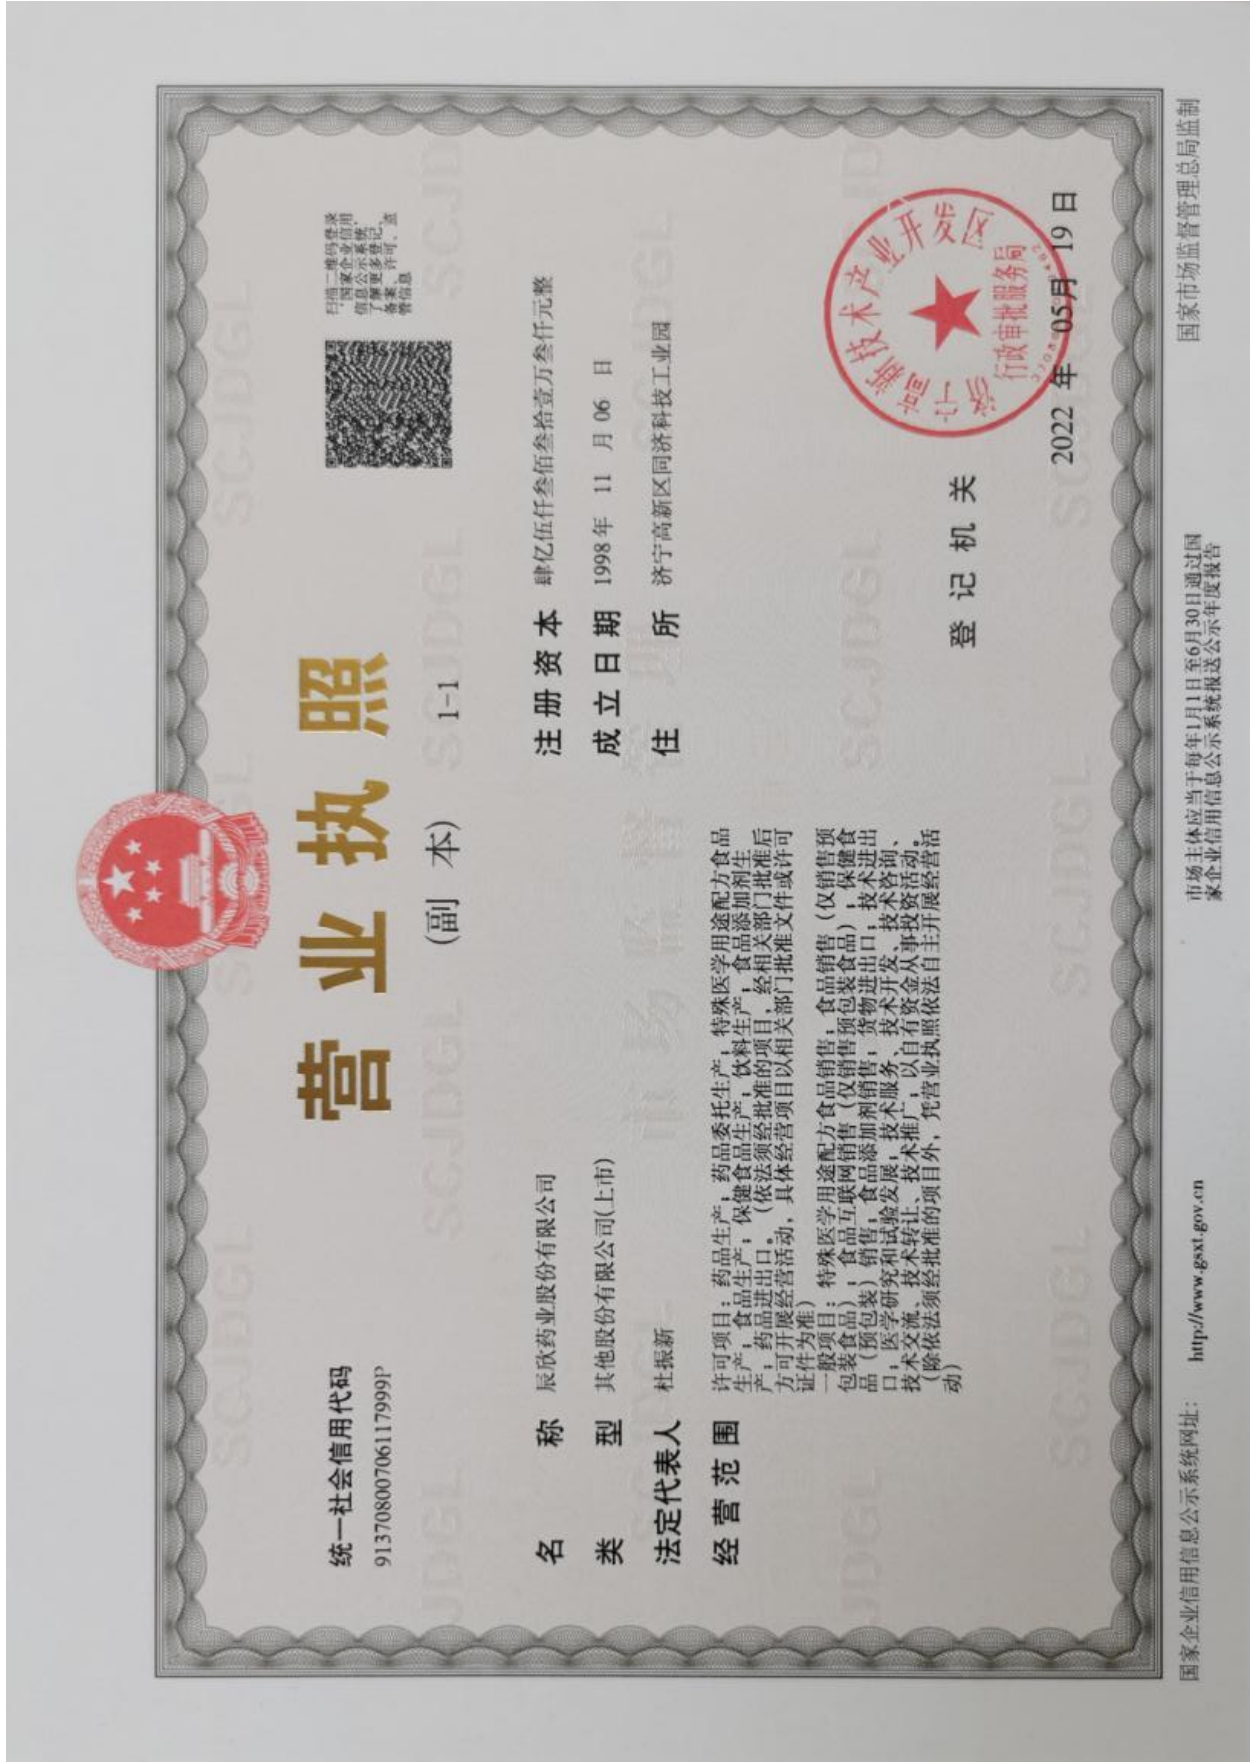 统一社会信用代码
91370800706117999P
营业执照
(副 本) 1-1
扫描二维码登录
‘国家企业信用
信息公示系统’
了解更多登记、
备案、许可、监
管信息
名 称 辰欣药业股份有限公司
类 型 其他股份有限公司(上市)
法定代表人 杜振新
经营范围 许可项目:药品生产;药品委托生产;特殊医学用途配方食品
生产;食品生产;保健食品生产;饮料生产;食品添加剂生
产;药品进出口。(依法须经批准的项目,经相关部门批准后
方可开展经营活动,具体经营项目以相关部门批准文件或许可
证件为准)
一般项目:特殊医学用途配方食品销售;食品销售(仅销售预
包装食品);食品互联网销售(仅销售预包装食品);保健食
品(预包装)销售;食品添加剂销售;货物进出口;技术进出
口;医学研究和试验发展;技术服务、技术开发、技术咨询、
技术交流、技术转让、技术推广;以自有资金从事投资活动。
(除依法须经批准的项目外,凭营业执照依法自主开展经营活
动)
注册资本 肆亿伍仟叁佰叁拾壹万叁仟元整
成立日期 1998年 11 月 06 日
住 所 济宁高新区同济科技工业园
登记机关
济宁高新技术产业开发区
行政审批服务局
2022 年 05月 19 日
国家企业信用信息公示系统网址: http://www.gsxt.gov.cn
市场主体应当于每年1月1日至6月30日通过国
家企业信用信息公示系统报送公示年度报告
国家市场监督管理总局监制